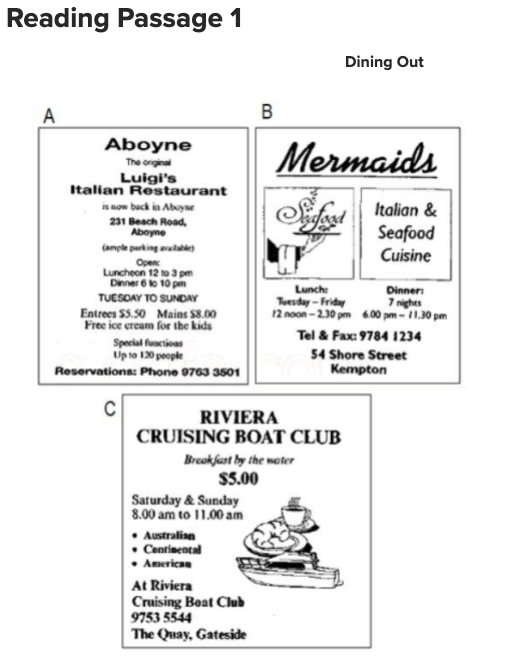 Reading Passage 1
Dining Out
A
Aboyne
The original
Luigi's
Italian Restaurant
is now back in Aboyne
231 Beach Road,
Aboyne
(ample parking available)
Open:
Luncheon 12 to 3 pm
Dinner 6 to 10 pm
TUESDAY TO SUNDAY
Entrees $5.50 Mains $8.00
Free ice cream for the kids
Special functions
Up to 120 people
Reservations: Phone 9763 3501
B
Mermaids
Seafood
Italian &
Seafood
Cuisine
Lunch:
Tuesday – Friday
12 noon – 2.30 pm
Dinner:
7 nights
6.00 pm – 11.30 pm
Tel & Fax: 9784 1234
54 Shore Street
Kempton
C
RIVIERA
CRUISING BOAT CLUB
Breakfast by the water
$5.00
Saturday & Sunday
8.00 am to 11.00 am
• Australian
• Continental
• American
At Riviera
Cruising Boat Club
9753 5544
The Quay, Gateside